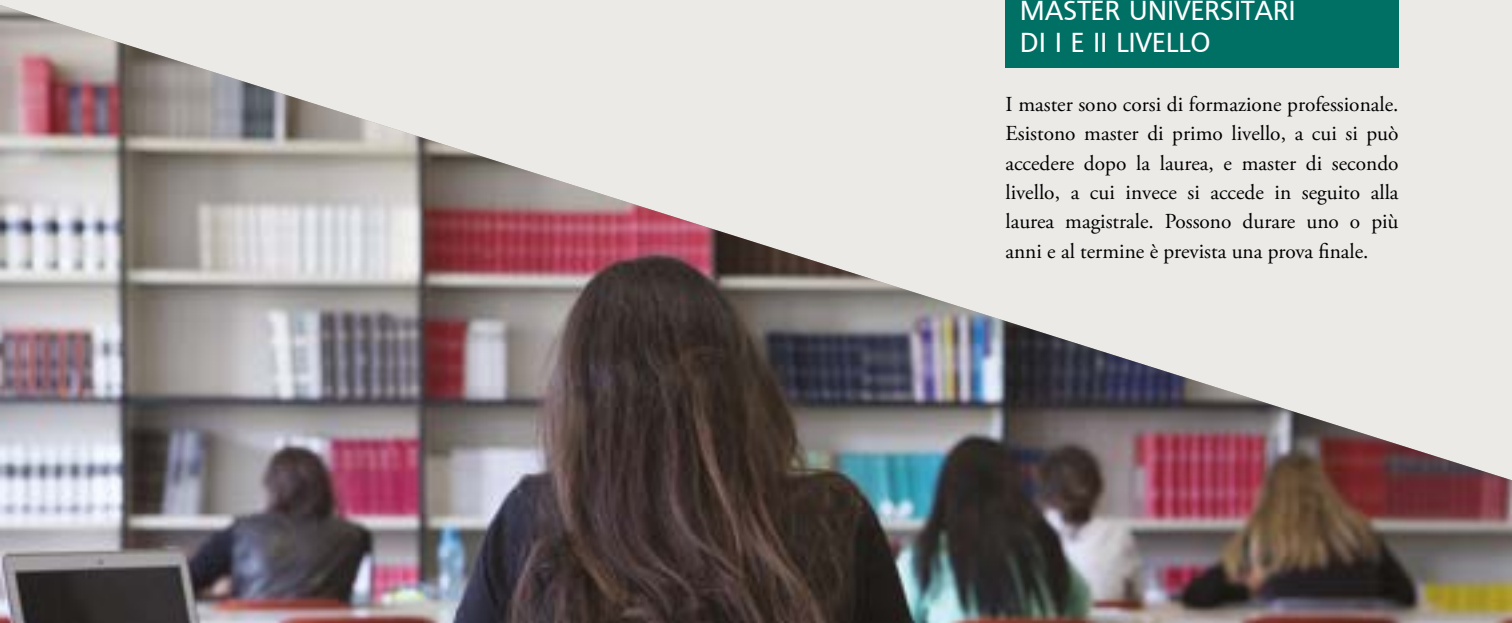 MASTER UNIVERSITARI
DI I E II LIVELLO
I master sono corsi di formazione professionale.
Esistono master di primo livello, a cui si può
accedere dopo la laurea, e master di secondo
livello, a cui invece si accede in seguito alla
laurea magistrale. Possono durare uno o più
anni e al termine è prevista una prova finale.